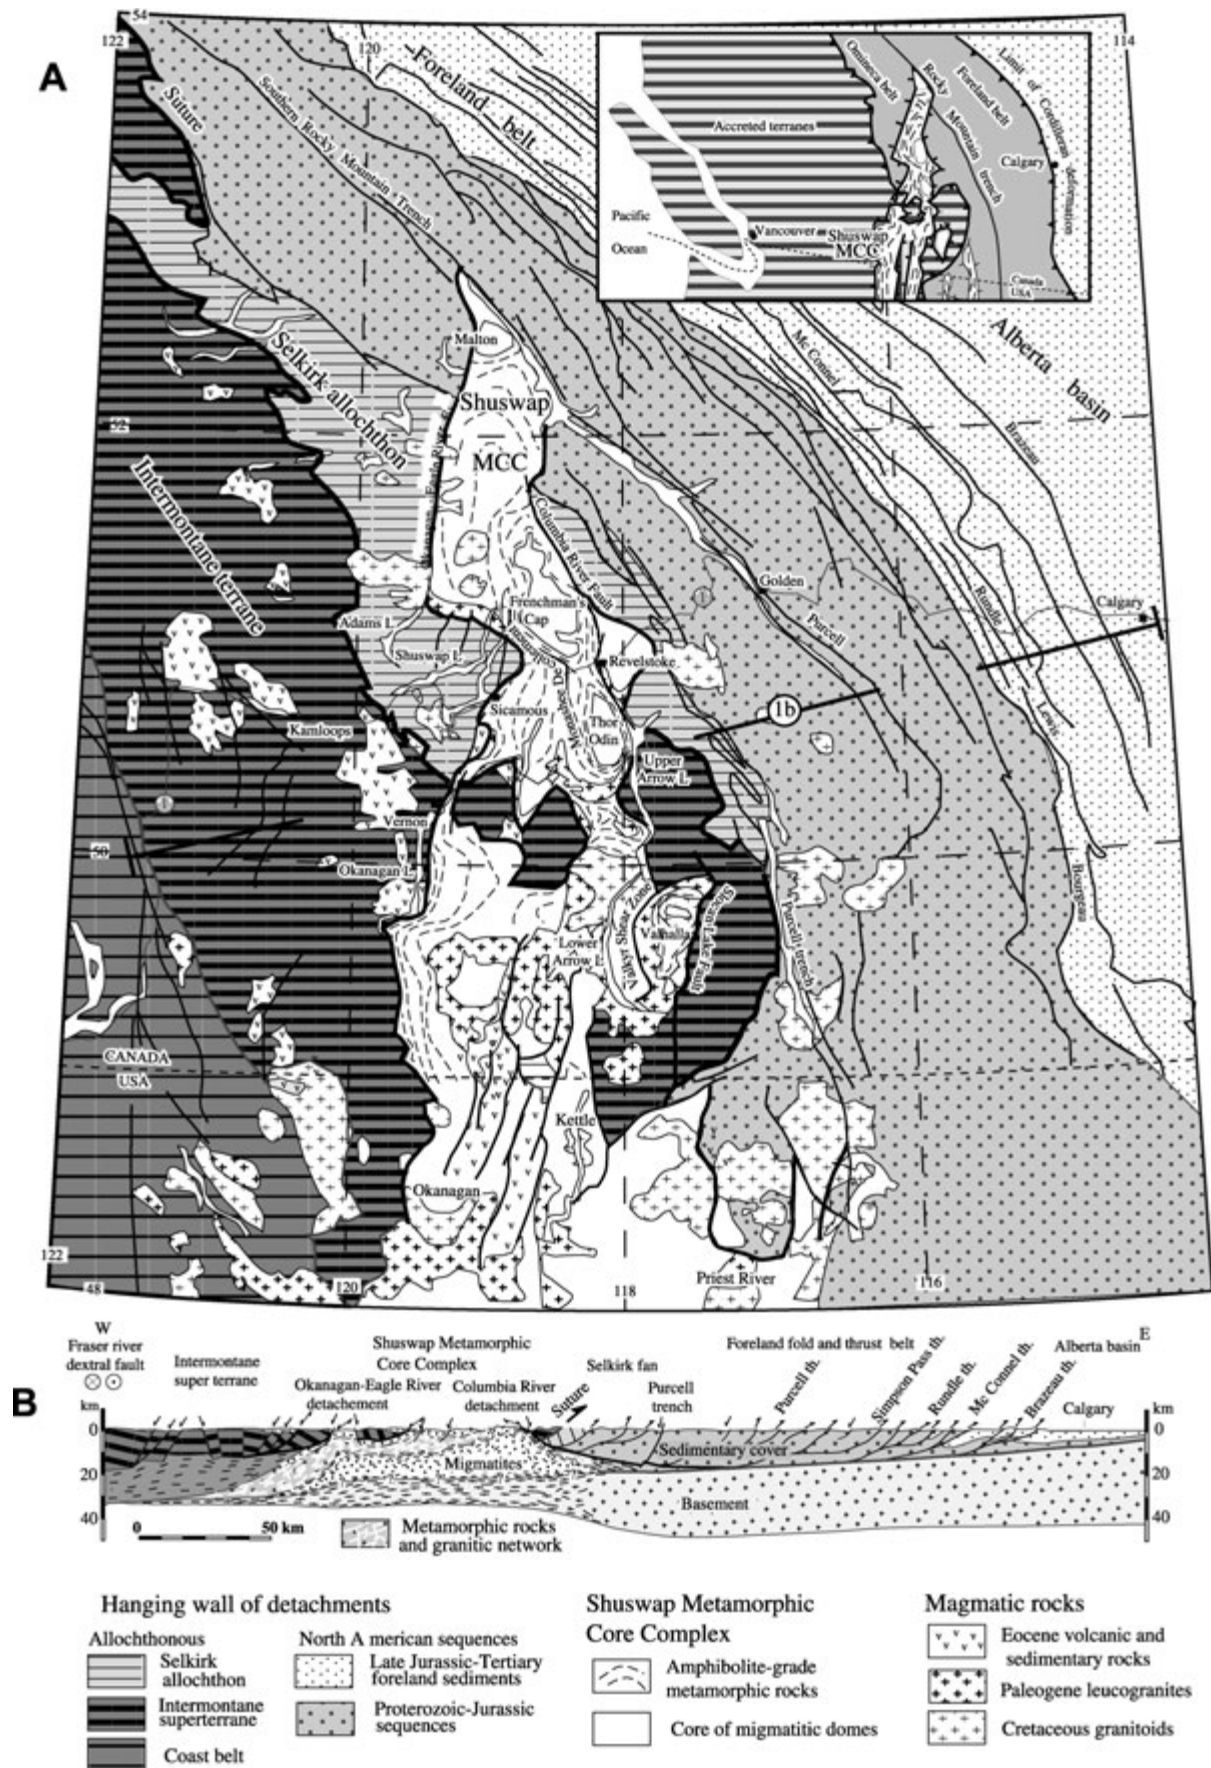 A
54
122
120
114
Foreland belt
Suture
Southern Rocky Mountain Trench
Omineca belt
Rocky Mountain trench
Foreland belt
Limit of Cordilleran deformation
Accreted terranes
Calgary
Pacific
Ocean
Vancouver
Shuswap
MCC
Canada
USA
Malton
Selkirk allochthon
Shuswap
MCC
52
Alberta basin
Mc Connel
Brazeau
Intermontane terrane
Columbia River Fault
Golden
1
Calgary
Rundle
Purcell
Adams L
Frenchman's
Cap
Shuswap L
Revelstoke
Sicamous
Thor
Odin
1b
Lewis
Kamloops
Upper
Arrow L
1
Vernon
50
Okanagan L
Bourgeau
Valkyr Shear Zone
Valhalla
Slocan Lake Fault
Purcell trench
Lower
Arrow L
CANADA
USA
Kettle
Okanagan
122
48
120
118
Priest River
116
W
Fraser river
dextral fault
Intermontane
super terrane
Shuswap Metamorphic
Core Complex
Okanagan-Eagle River
detachement
Columbia River
detachment
Selkirk fan
Suture
Purcell
trench
Foreland fold and thrust belt
Purcell th.
Simpson Pass th.
Rundle th.
Mc Connel th.
Brazeau th.
Alberta basin
E
Calgary
B
km
0
20
40
km
0
20
40
Sedimentary cover
Migmatites
Basement
0 50 km
Metamorphic rocks
and granitic network
Hanging wall of detachments
Allochthonous
Selkirk
allochthon
Intermontane
superterrane
Coast belt
North A merican sequences
Late Jurassic-Tertiary
foreland sediments
Proterozoic-Jurassic
sequences
Shuswap Metamorphic
Core Complex
Amphibolite-grade
metamorphic rocks
Core of migmatitic domes
Magmatic rocks
Eocene volcanic and
sedimentary rocks
Paleogene leucogranites
Cretaceous granitoids